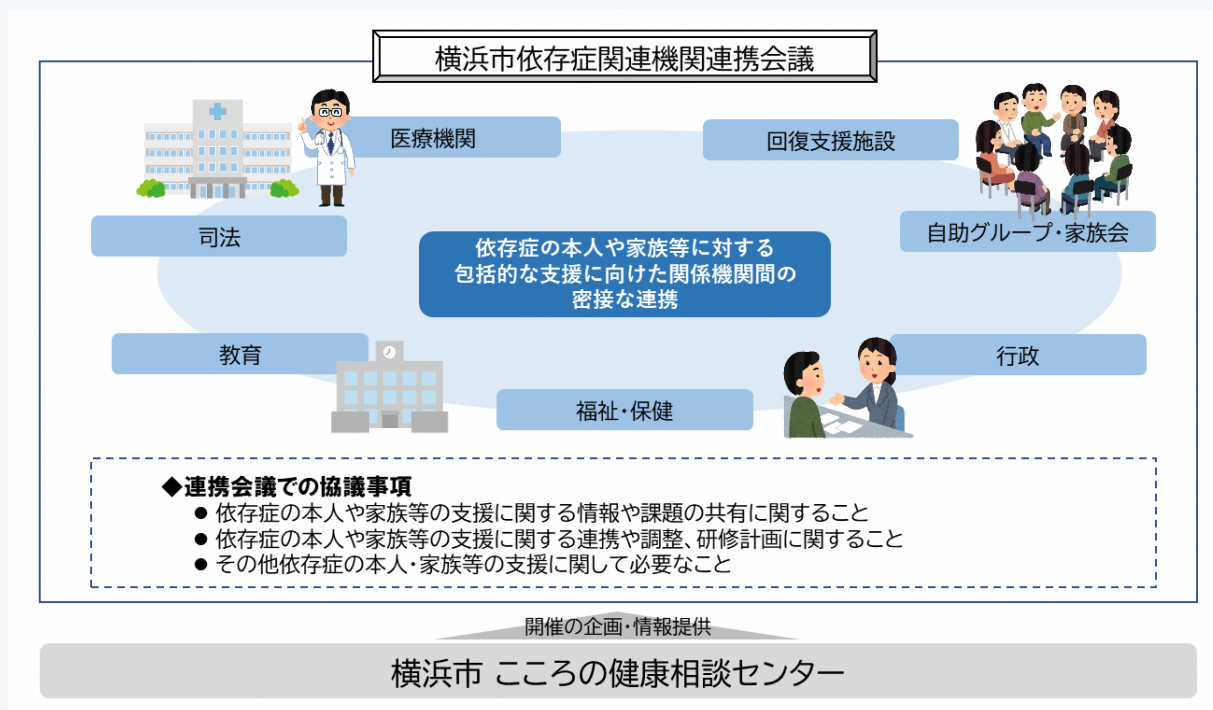 横浜市依存症関連機関連携会議
医療機関
回復支援施設
司法
自助グループ・家族会
依存症の本人や家族等に対する
包括的な支援に向けた関係機関間の
密接な連携
教育
行政
福祉・保健
◆連携会議での協議事項
● 依存症の本人や家族等の支援に関する情報や課題の共有に関すること
● 依存症の本人や家族等の支援に関する連携や調整、研修計画に関すること
● その他依存症の本人・家族等の支援に関して必要なこと
開催の企画・情報提供
横浜市 こころの健康相談センター